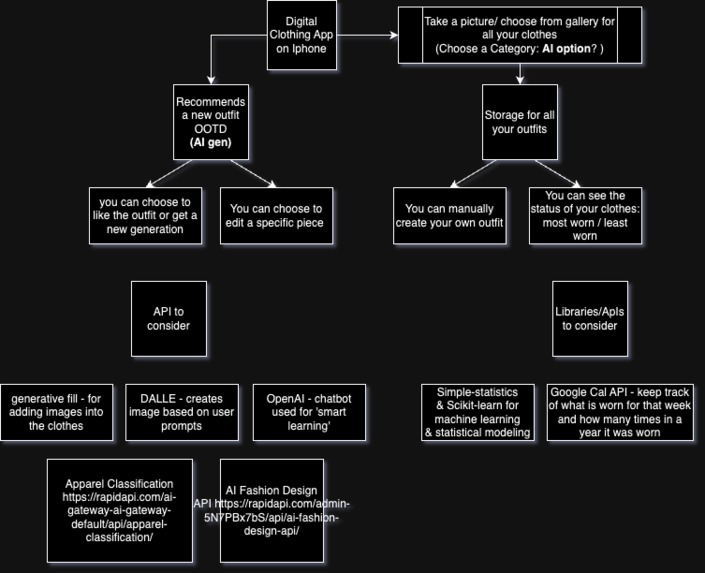 Digital
Clothing App
on Iphone
Take a picture/ choose from gallery for
all your clothes
(Choose a Category: AI option? )
Recommends
a new outfit
OOTD
(AI gen)
Storage for all
your outfits
you can choose to
like the outfit or get a
new generation
You can choose to
edit a specific piece
You can manually
create your own outfit
You can see the
status of your clothes:
most worn / least
worn
API to
consider
Libraries/Apis
to consider
generative fill - for
adding images into
the clothes
DALLE - creates
image based on user
prompts
OpenAI - chatbot
used for 'smart
learning'
Simple-statistics
& Scikit-learn for
machine learning
& statistical modeling
Google Cal API - keep track
of what is worn for that week
and how many times in a
year it was worn
Apparel Classification
https://rapidapi.com/ai-
gateway-ai-gateway-
default/api/apparel-
classification/
AI Fashion Design
API https://rapidapi.com/admin-
5N7PBx7bS/api/ai-fashion-
design-api/